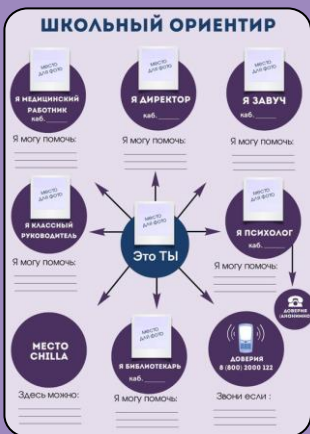 ШКОЛЬНЫЙ ОРИЕНТИР
место
для фото
Я МЕДИЦИНСКИЙ
РАБОТНИК
каб.
Я могу помочь:
место
для фото
Я ДИРЕКТОР
каб.
Я могу помочь:
место
для фото
Я ЗАВУЧ
каб.
Я могу помочь:
место
для фото
Я КЛАССНЫЙ
РУКОВОДИТЕЛЬ
Я могу помочь:
место
для фото
Это ТЫ
место
для фото
Я ПСИХОЛОГ
каб.
Я могу помочь:
ДОВЕРИЯ
(АНОНИМНО)
МЕСТО
CHILLA
Здесь можно:
место
для фото
Я БИБЛИОТЕКАРЬ
каб.
Я могу помочь:
ДОВЕРИЯ
8 (800) 2000 122
Звони если :